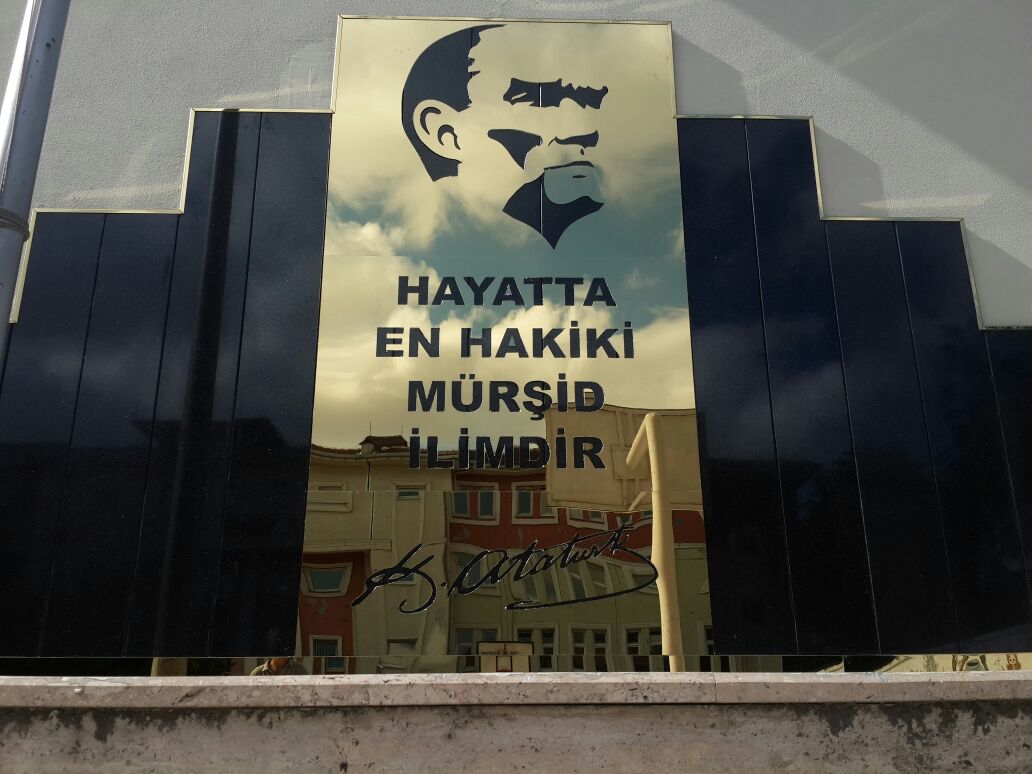 HAYATTA
EN HAKİKİ
MÜRŞİD
İLİMDİR
K. Atatürk